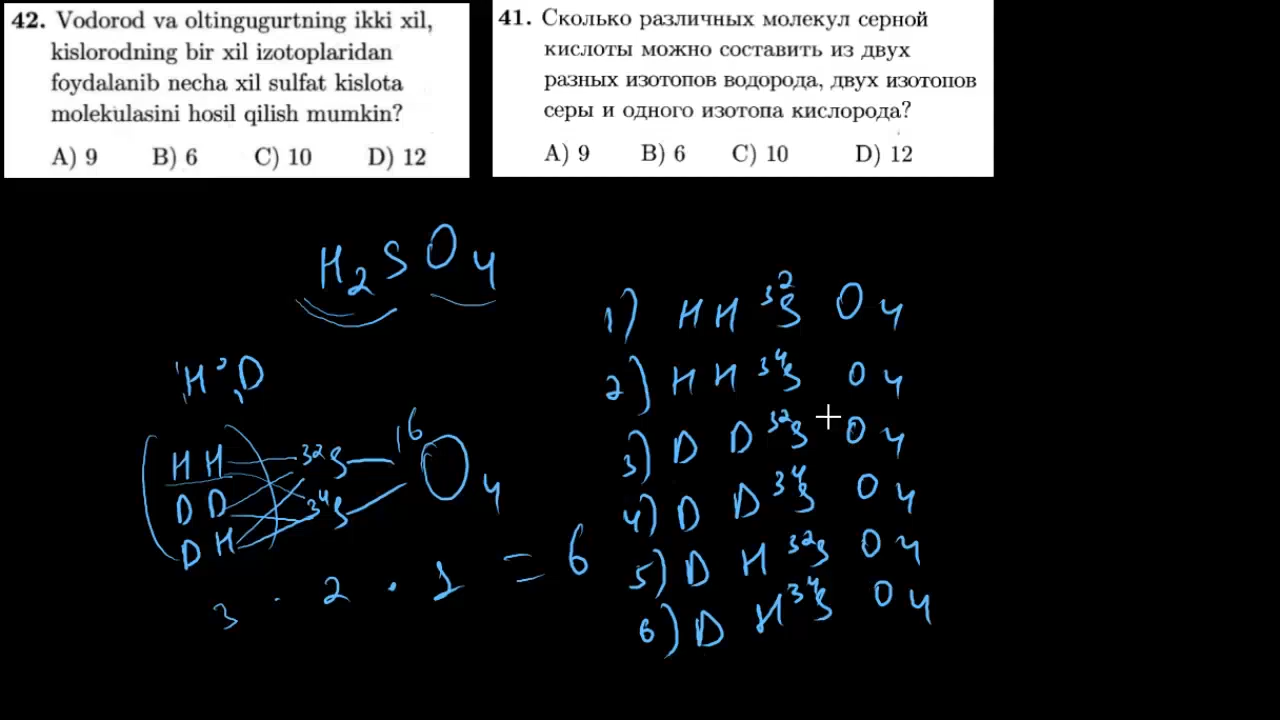 42. Vodorod va oltingugurtning ikki xil,
kislorodning bir xil izotoplaridan
foydalanib necha xil sulfat kislota
molekulasini hosil qilish mumkin?
A) 9 B) 6 C) 10 D) 12
41. Сколько различных молекул серной
кислоты можно составить из двух
разных изотопов водорода, двух изотопов
серы и одного изотопа кислорода?
A) 9 B) 6 C) 10 D) 12
H₂SO₄
¹₁H ²₁D
HH ³²S ¹⁶O₄
DD ³⁴S
DH
3 · 2 · 1 = 6
1) H H ³²S O₄
2) H H ³⁴S O₄
3) D D ³²S O₄
4) D D ³⁴S O₄
5) D H ³²S O₄
6) D H ³⁴S O₄